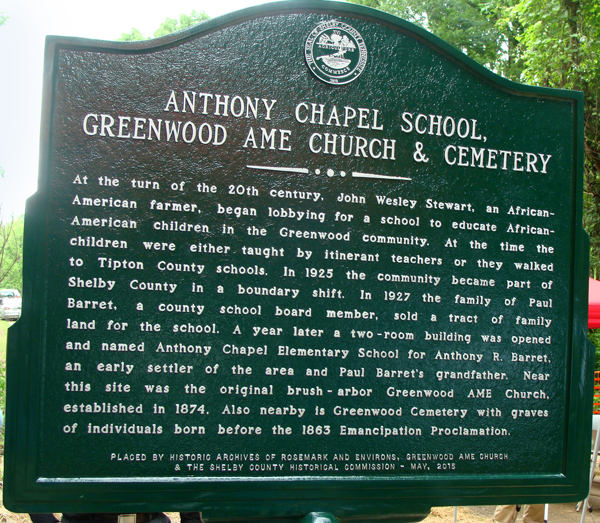 THE SEAL OF SHELBY COUNTY TENNESSEE
AGRICULTURE
COMMERCE
ANTHONY CHAPEL SCHOOL,
GREENWOOD AME CHURCH & CEMETERY
At the turn of the 20th century, John Wesley Stewart, an African-
American farmer, began lobbying for a school to educate African-
American children in the Greenwood community. At the time the
children were either taught by itinerant teachers or they walked
to Tipton County schools. In 1925 the community became part of
Shelby County in a boundary shift. In 1927 the family of Paul
Barret, a county school board member, sold a tract of family
land for the school. A year later a two-room building was opened
and named Anthony Chapel Elementary School for Anthony R. Barret,
an early settler of the area and Paul Barret's grandfather. Near
this site was the original brush-arbor Greenwood AME Church,
established in 1874. Also nearby is Greenwood Cemetery with graves
of individuals born before the 1863 Emancipation Proclamation.
PLACED BY HISTORIC ARCHIVES OF ROSEMARK AND ENVIRONS, GREENWOOD AME CHURCH
& THE SHELBY COUNTY HISTORICAL COMMISSION - MAY, 2015